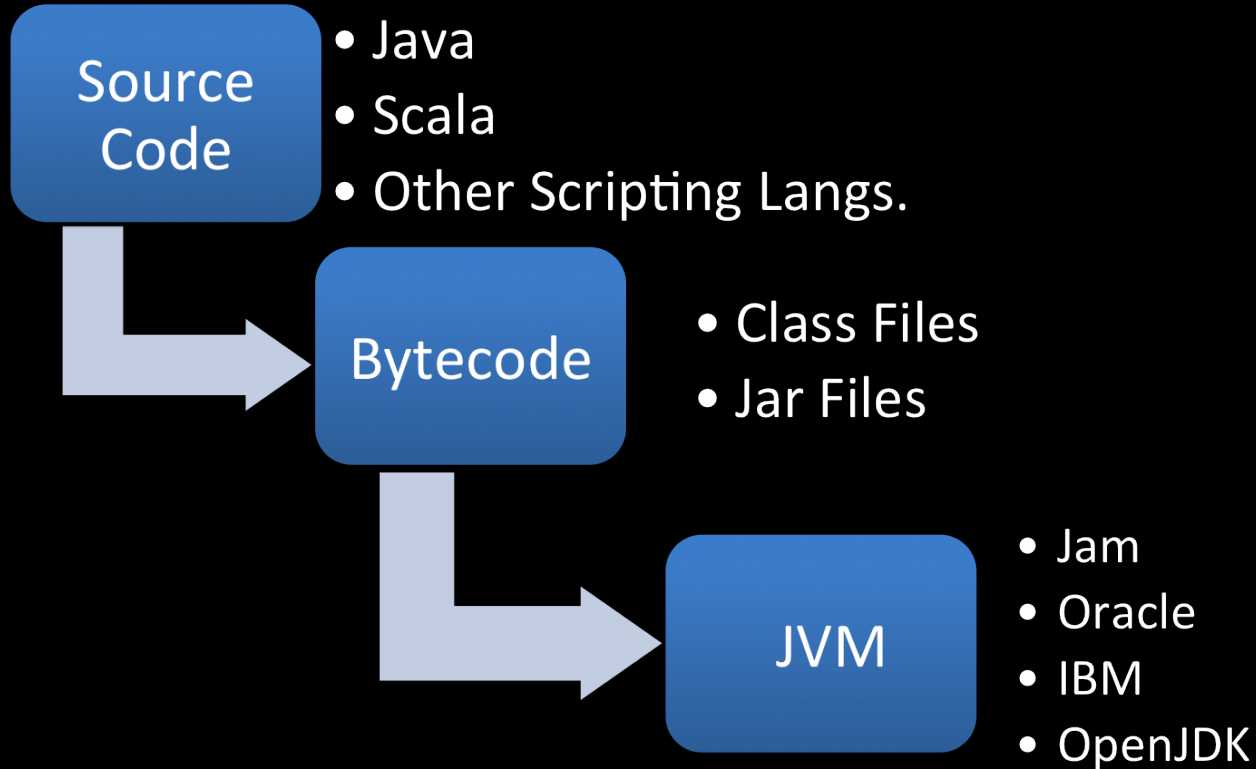 Source
Code
• Java
• Scala
• Other Scripting Langs.
Bytecode
• Class Files
• Jar Files
JVM
• Jam
• Oracle
• IBM
• OpenJDK